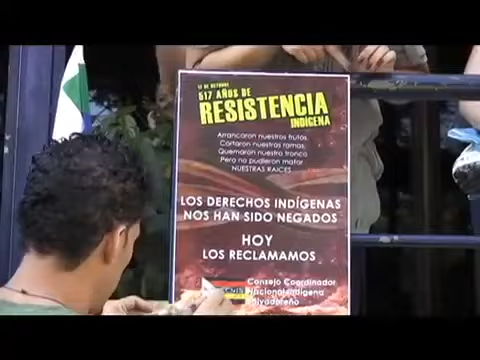 12 DE OCTUBRE
517 AÑOS DE
RESISTENCIA
INDÍGENA
Arrancaron nuestros frutos
Cortaron nuestras ramas,
Quemaron nuestro tronco
Pero no pudieron matar
NUESTRAS RAICES
LOS DERECHOS INDÍGENAS
NOS HAN SIDO NEGADOS
HOY
LOS RECLAMAMOS
Consejo Coordinador
Nacional Indígena